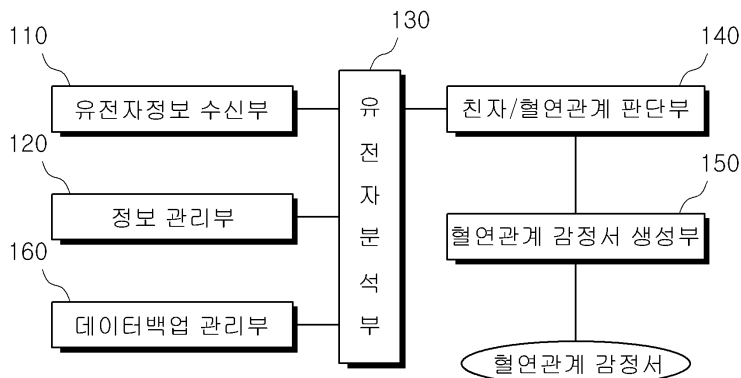 110
유전자정보 수신부
120
정보 관리부
160
데이터백업 관리부
130
유전자분석부
140
친자/혈연관계 판단부
150
혈연관계 감정서 생성부
혈연관계 감정서